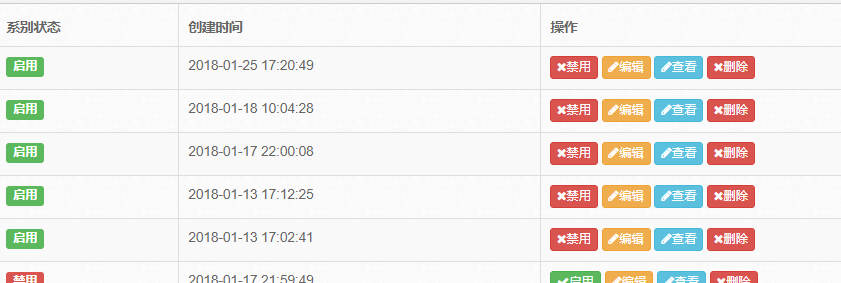 系别状态 创建时间 操作
启用 2018-01-25 17:20:49 禁用 编辑 查看 删除
启用 2018-01-18 10:04:28 禁用 编辑 查看 删除
启用 2018-01-17 22:00:08 禁用 编辑 查看 删除
启用 2018-01-13 17:12:25 禁用 编辑 查看 删除
启用 2018-01-13 17:02:41 禁用 编辑 查看 删除
禁用 2018-01-17 21:59:49 启用 编辑 查看 删除